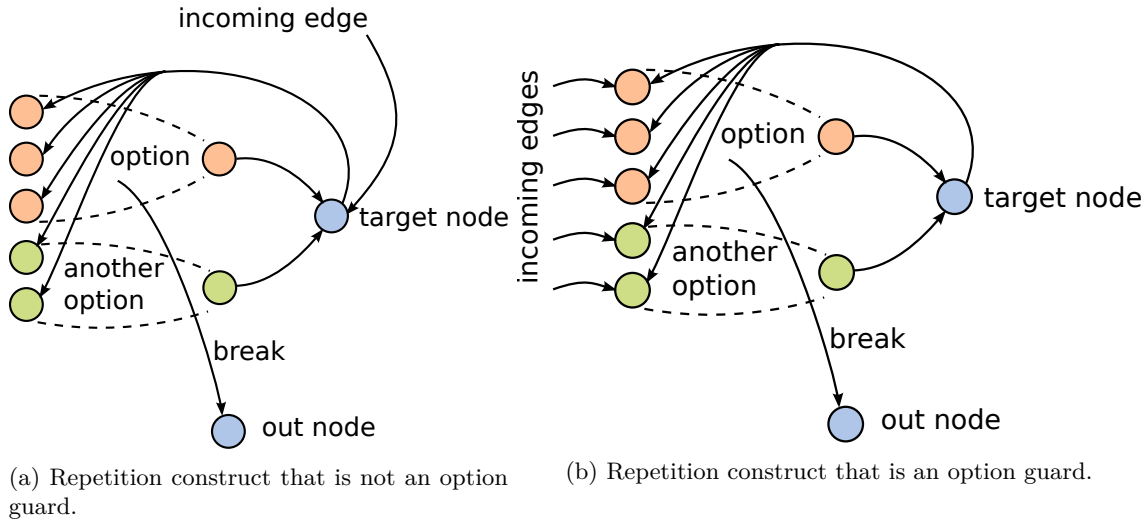 incoming edge
option
target node
another
option
break
out node
(a) Repetition construct that is not an option
guard.
incoming edges
option
target node
another
option
break
out node
(b) Repetition construct that is an option guard.